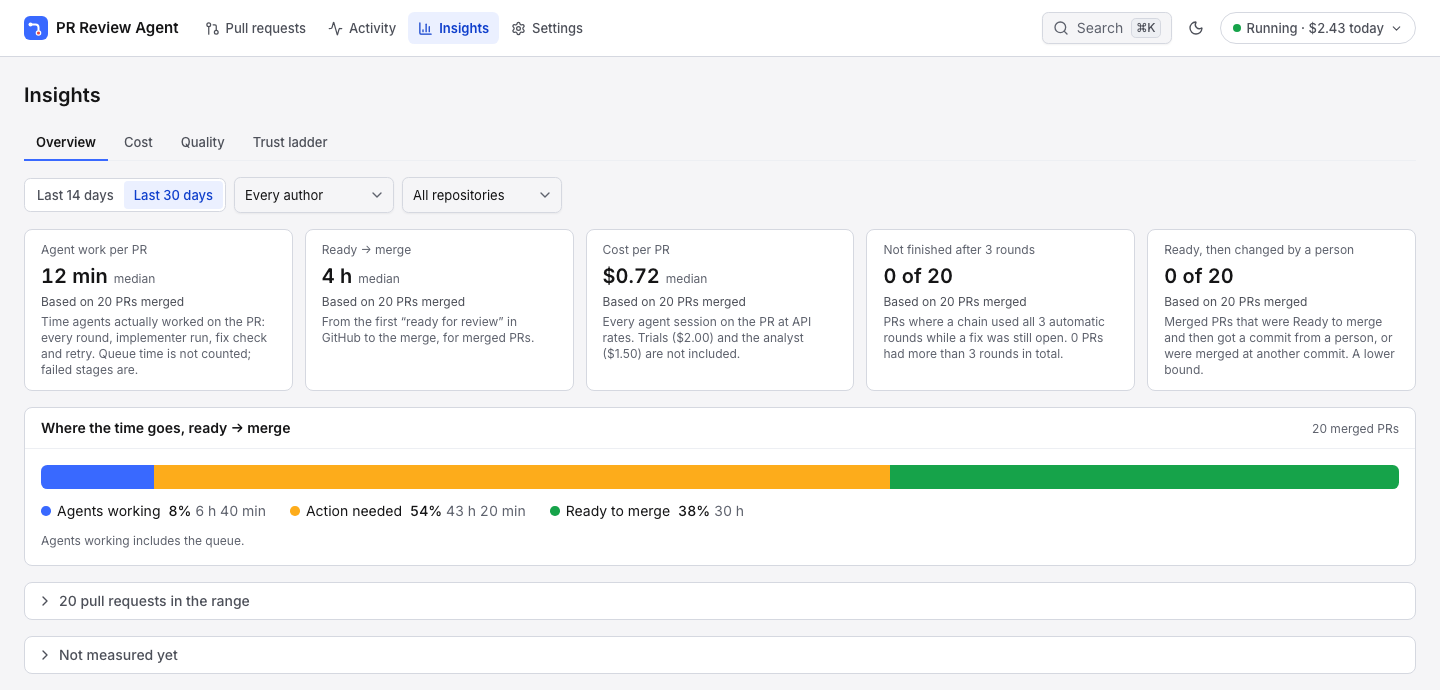 PR Review Agent
Pull requests
Activity
Insights
Settings
Search ⌘K
Running · $2.43 today
Insights
Overview
Cost
Quality
Trust ladder
Last 14 days
Last 30 days
Every author
All repositories
Agent work per PR
12 min median
Based on 20 PRs merged
Time agents actually worked on the PR:
every round, implementer run, fix check
and retry. Queue time is not counted;
failed stages are.
Ready → merge
4 h median
Based on 20 PRs merged
From the first “ready for review” in
GitHub to the merge, for merged PRs.
Cost per PR
$0.72 median
Based on 20 PRs merged
Every agent session on the PR at API
rates. Trials ($2.00) and the analyst
($1.50) are not included.
Not finished after 3 rounds
0 of 20
Based on 20 PRs merged
PRs where a chain used all 3 automatic
rounds while a fix was still open. 0 PRs
had more than 3 rounds in total.
Ready, then changed by a person
0 of 20
Based on 20 PRs merged
Merged PRs that were Ready to merge
and then got a commit from a person, or
were merged at another commit. A lower
bound.
Where the time goes, ready → merge
20 merged PRs
Agents working 8% 6 h 40 min
Action needed 54% 43 h 20 min
Ready to merge 38% 30 h
Agents working includes the queue.
20 pull requests in the range
Not measured yet